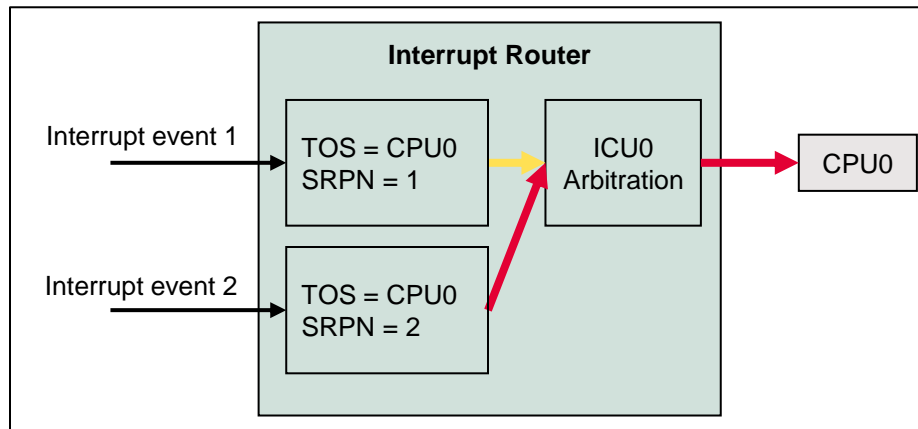 Interrupt Router
Interrupt event 1
TOS = CPU0
SRPN = 1
ICU0
Arbitration
CPU0
Interrupt event 2
TOS = CPU0
SRPN = 2